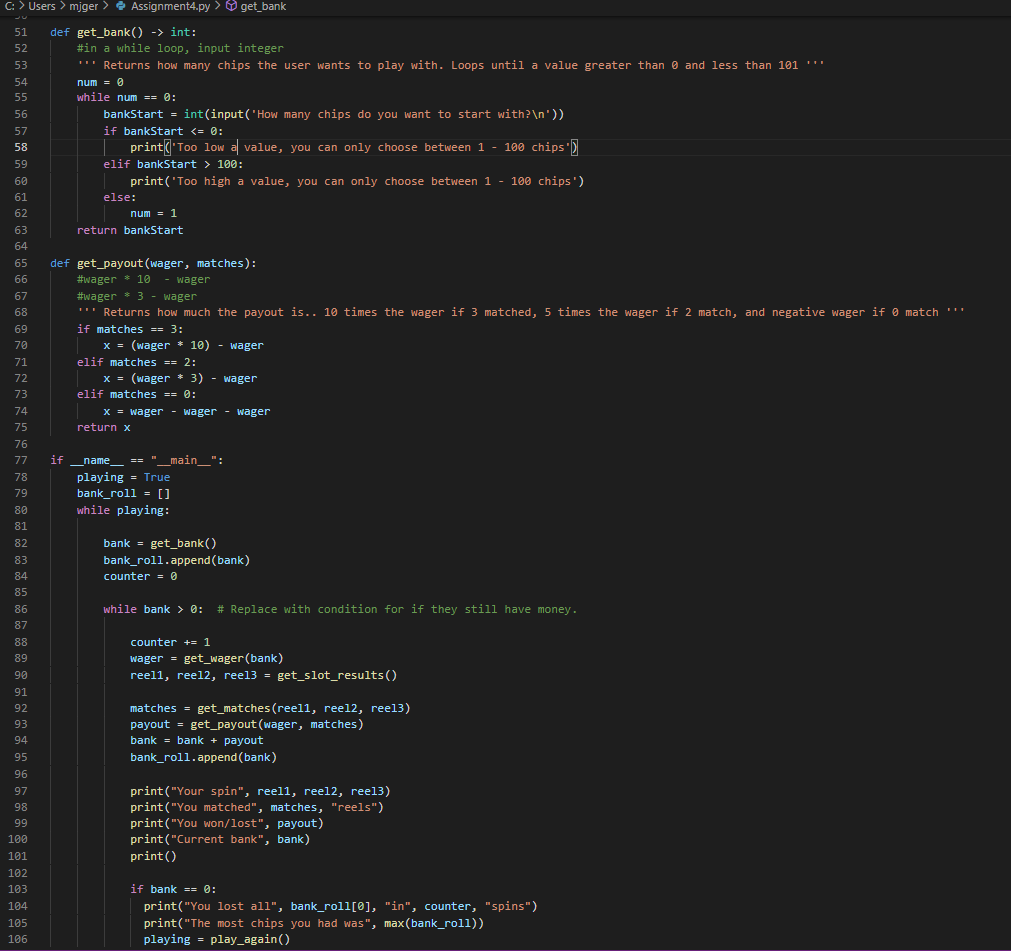 C: > Users > mjger > Assignment4.py > get_bank
50
51 def get_bank() -> int:
52     #in a while loop, input integer
53     ''' Returns how many chips the user wants to play with. Loops until a value greater than 0 and less than 101 '''
54     num = 0
55     while num == 0:
56         bankStart = int(input('How many chips do you want to start with?\n'))
57         if bankStart <= 0:
58             print('Too low a value, you can only choose between 1 - 100 chips')
59         elif bankStart > 100:
60             print('Too high a value, you can only choose between 1 - 100 chips')
61         else:
62             num = 1
63     return bankStart
64
65 def get_payout(wager, matches):
66     #wager * 10  - wager
67     #wager * 3 - wager
68     ''' Returns how much the payout is.. 10 times the wager if 3 matched, 5 times the wager if 2 match, and negative wager if 0 match '''
69     if matches == 3:
70         x = (wager * 10) - wager
71     elif matches == 2:
72         x = (wager * 3) - wager
73     elif matches == 0:
74         x = wager - wager - wager
75     return x
76
77 if __name__ == "__main__":
78     playing = True
79     bank_roll = []
80     while playing:
81
82         bank = get_bank()
83         bank_roll.append(bank)
84         counter = 0
85
86         while bank > 0:  # Replace with condition for if they still have money.
87
88             counter += 1
89             wager = get_wager(bank)
90             reel1, reel2, reel3 = get_slot_results()
91
92             matches = get_matches(reel1, reel2, reel3)
93             payout = get_payout(wager, matches)
94             bank = bank + payout
95             bank_roll.append(bank)
96
97             print("Your spin", reel1, reel2, reel3)
98             print("You matched", matches, "reels")
99             print("You won/lost", payout)
100             print("Current bank", bank)
101             print()
102
103             if bank == 0:
104               print("You lost all", bank_roll[0], "in", counter, "spins")
105               print("The most chips you had was", max(bank_roll))
106               playing = play_again()